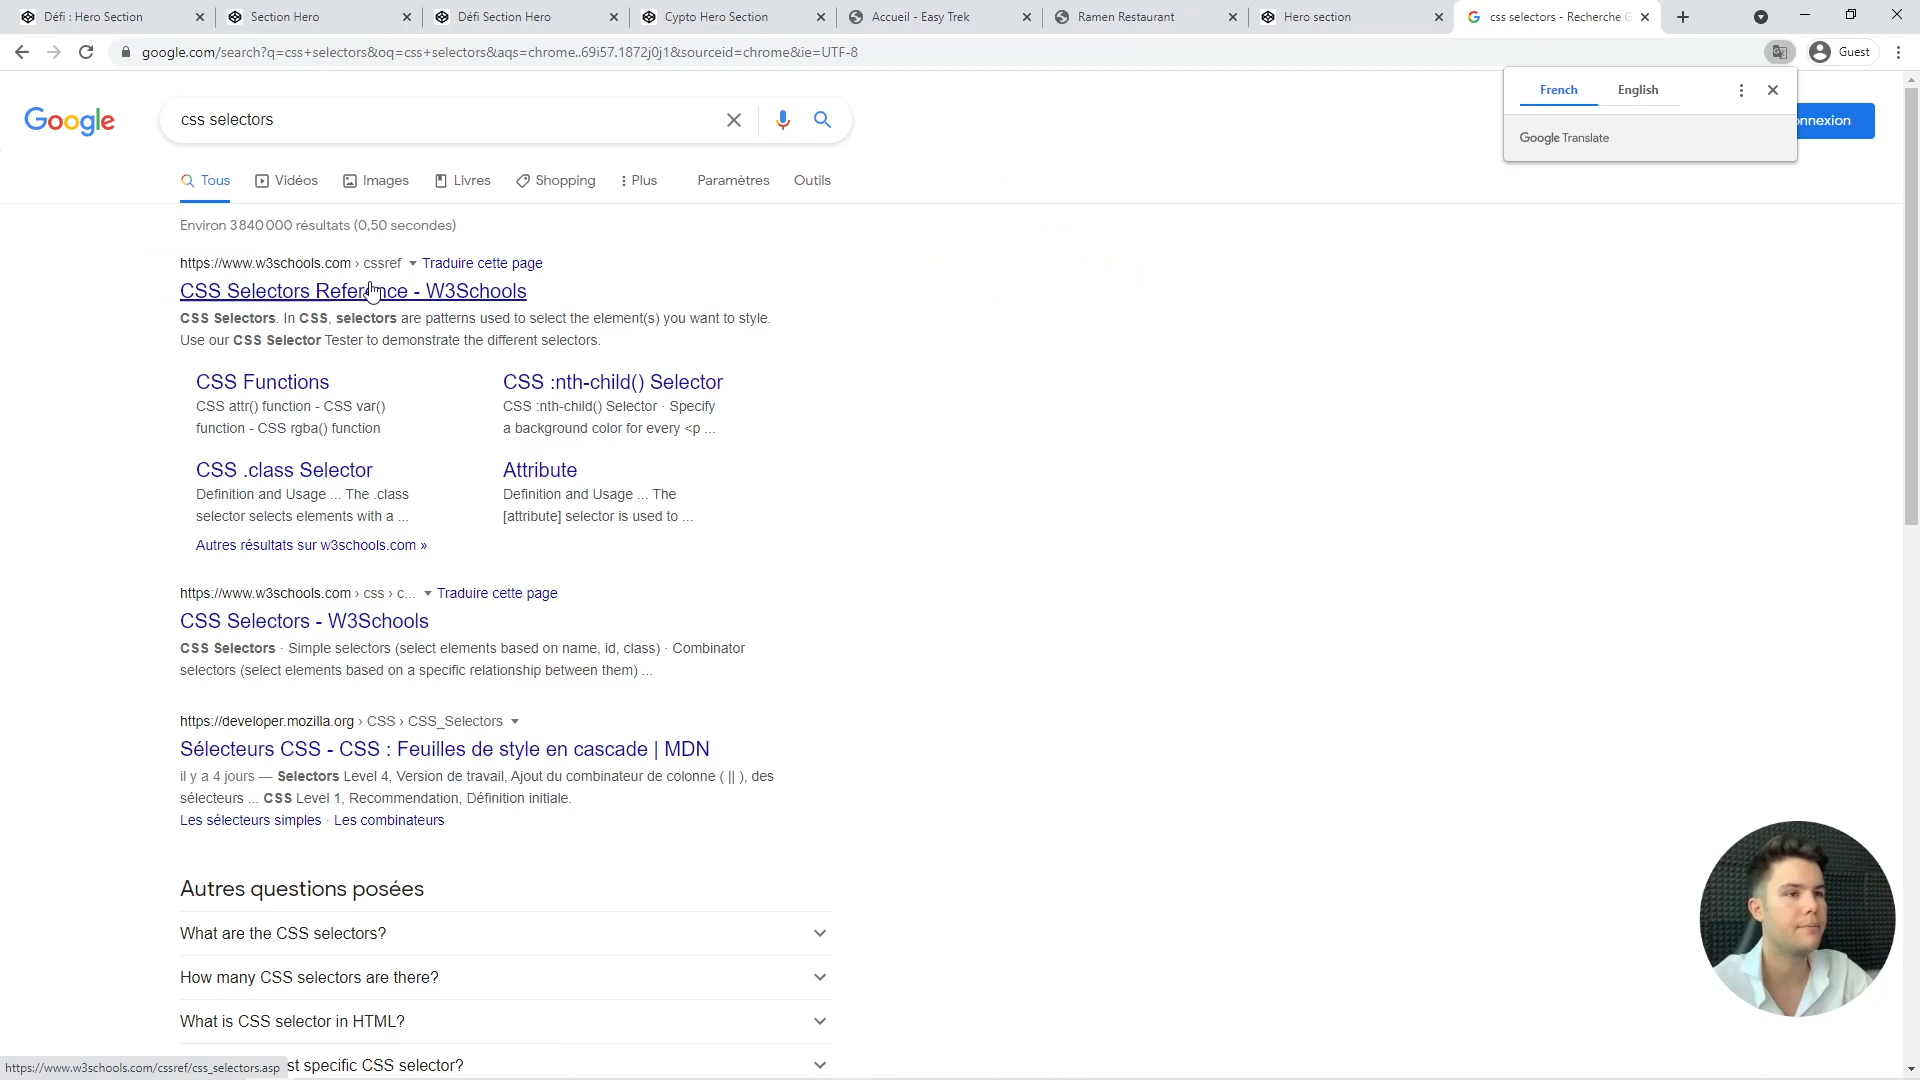 Défi : Hero Section
Section Hero
Défi Section Hero
Cypto Hero Section
Accueil - Easy Trek
Ramen Restaurant
Hero section
css selectors - Recherche G
google.com/search?q=css+selectors&oq=css+selectors&aqs=chrome..69i57.1872j0j1&sourceid=chrome&ie=UTF-8
Guest
French English
Google Translate
onnexion
Google
css selectors
Tous Vidéos Images Livres Shopping Plus Paramètres Outils
Environ 3 840 000 résultats (0,50 secondes)
https://www.w3schools.com › cssref Traduire cette page
CSS Selectors Reference - W3Schools
CSS Selectors. In CSS, selectors are patterns used to select the element(s) you want to style.
Use our CSS Selector Tester to demonstrate the different selectors.
CSS Functions
CSS attr() function - CSS var()
function - CSS rgba() function
CSS :nth-child() Selector
CSS :nth-child() Selector · Specify
a background color for every <p ...
CSS .class Selector
Definition and Usage ... The .class
selector selects elements with a ...
Attribute
Definition and Usage ... The
[attribute] selector is used to ...
Autres résultats sur w3schools.com »
https://www.w3schools.com › css › c... Traduire cette page
CSS Selectors - W3Schools
CSS Selectors · Simple selectors (select elements based on name, id, class) · Combinator
selectors (select elements based on a specific relationship between them) ...
https://developer.mozilla.org › CSS › CSS_Selectors
Sélecteurs CSS - CSS : Feuilles de style en cascade | MDN
il y a 4 jours — Selectors Level 4, Version de travail, Ajout du combinateur de colonne ( || ), des
sélecteurs ... CSS Level 1, Recommendation, Définition initiale.
Les sélecteurs simples · Les combinateurs
Autres questions posées
What are the CSS selectors?
How many CSS selectors are there?
What is CSS selector in HTML?
st specific CSS selector?
https://www.w3schools.com/cssref/css_selectors.asp